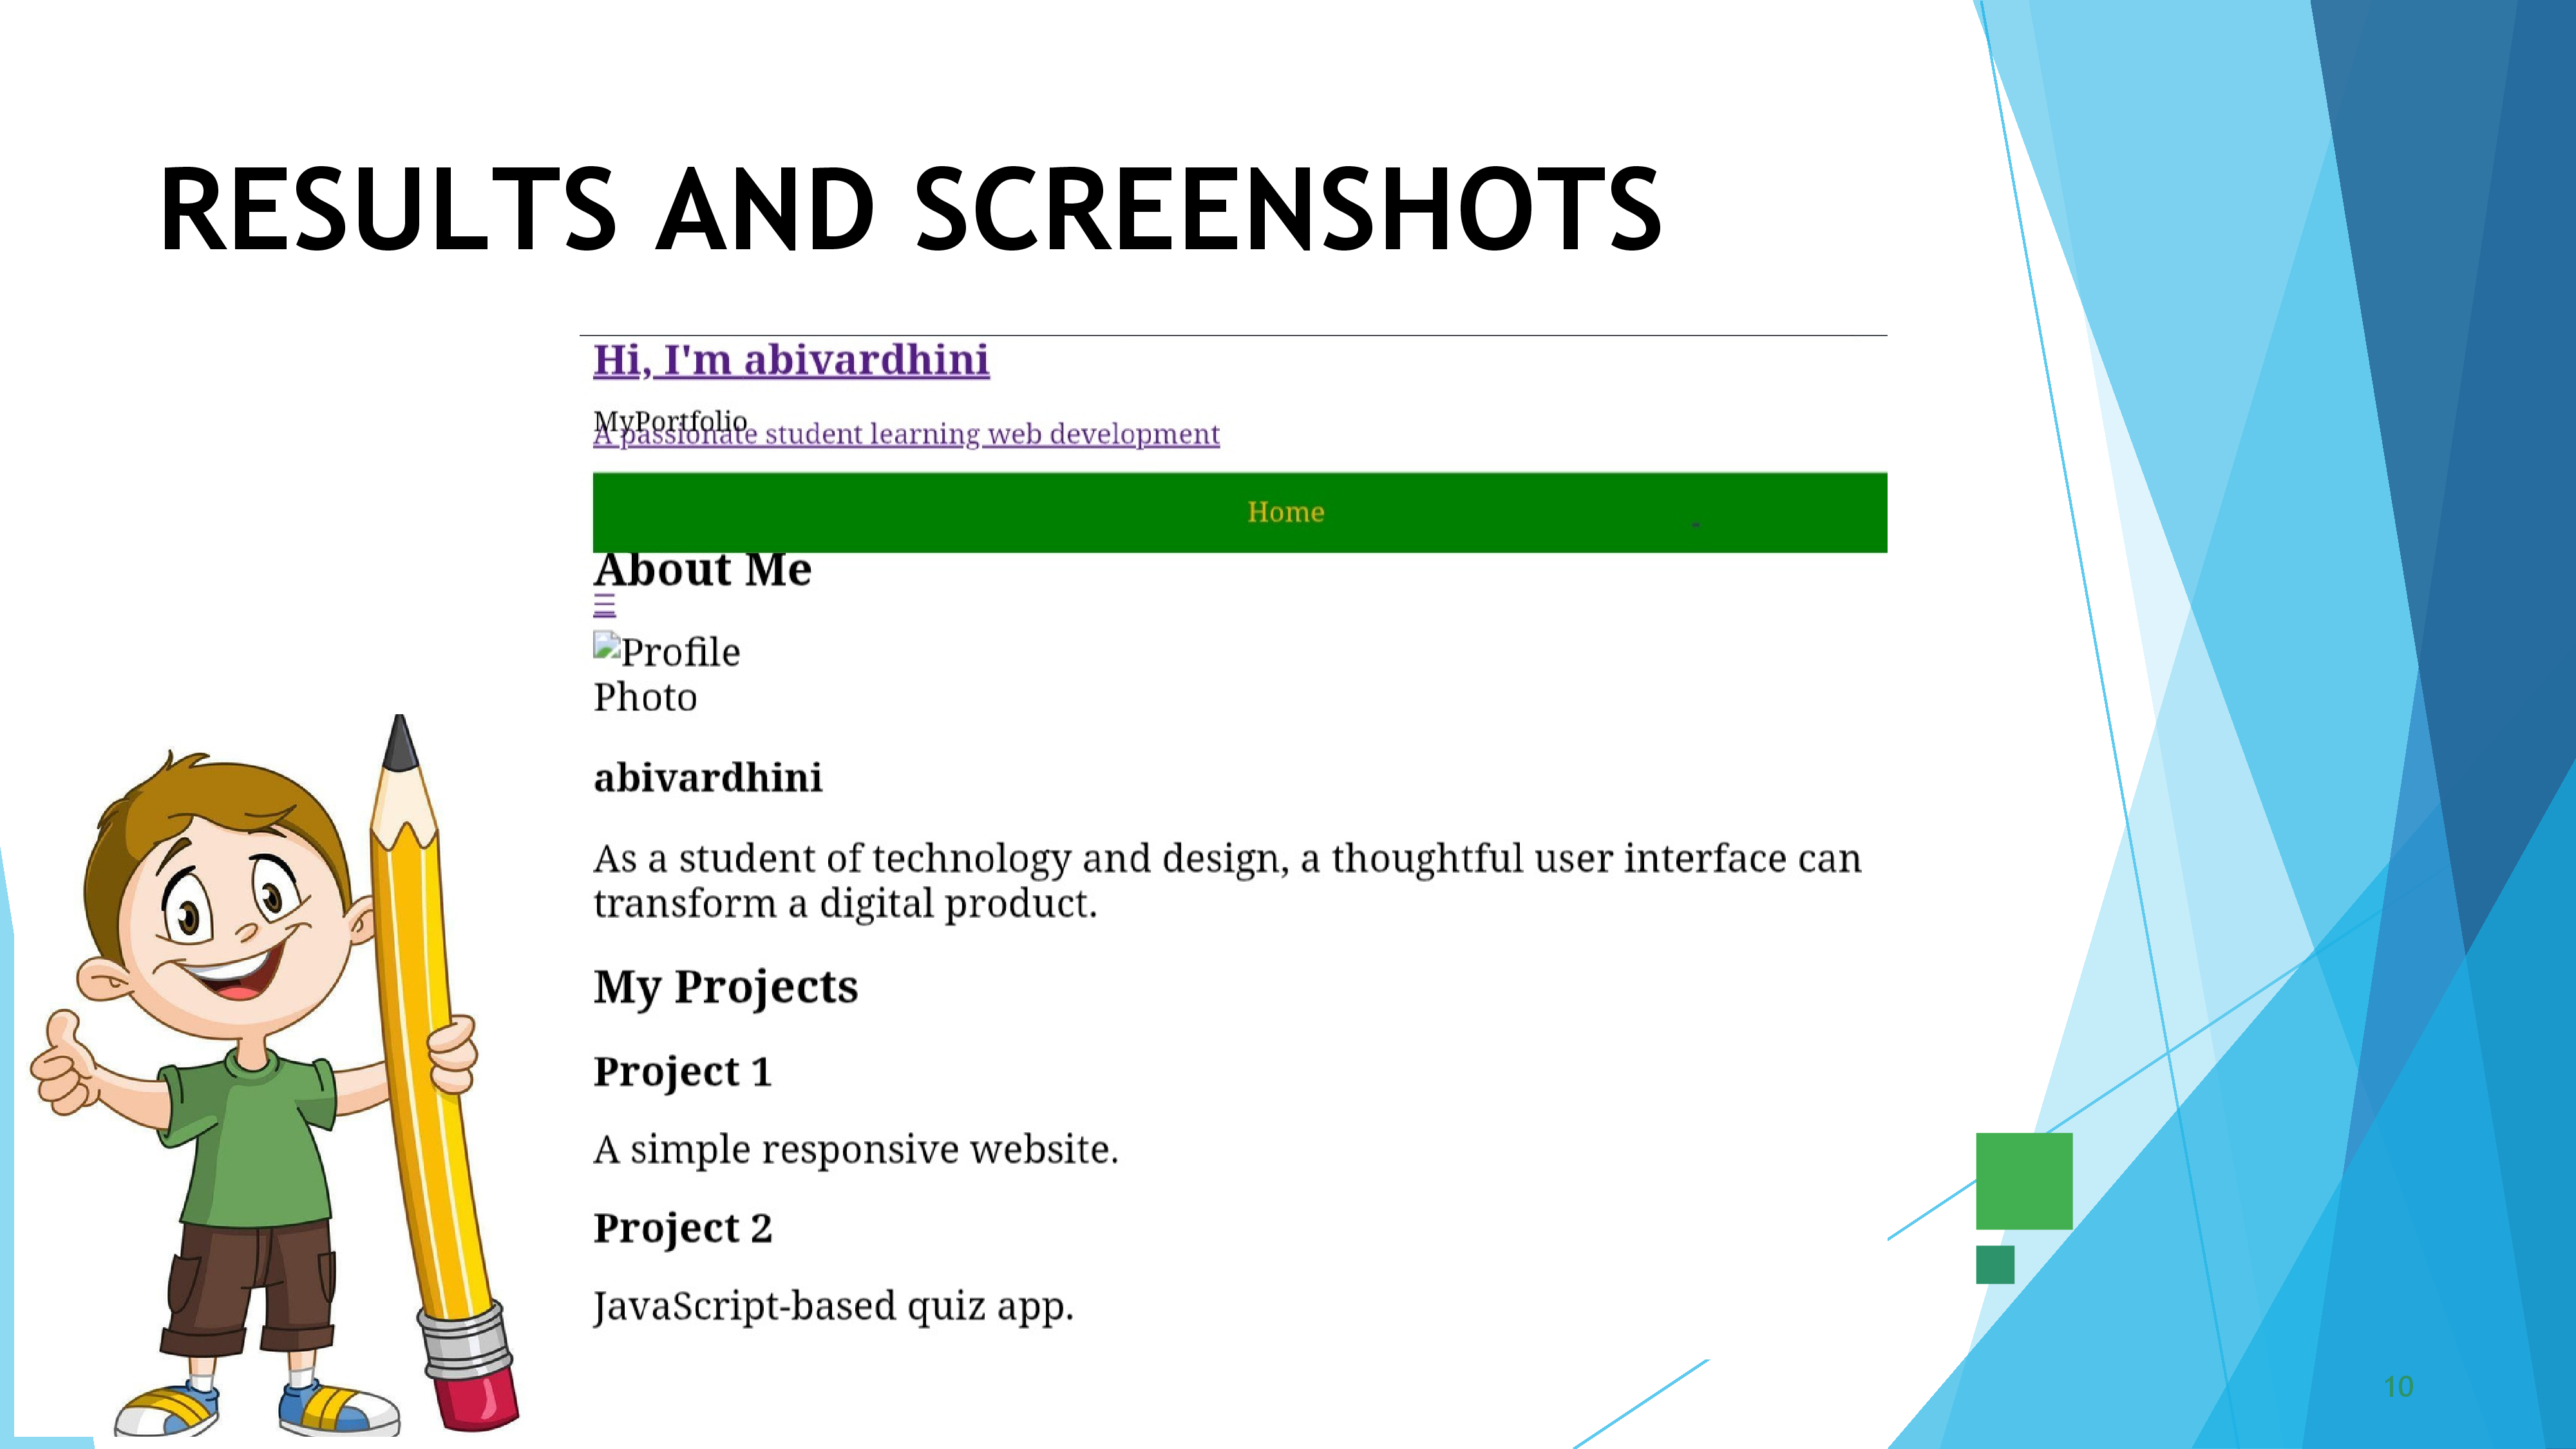 RESULTS AND SCREENSHOTS
Hi, I'm abivardhini
MyPortfolio
A passionate student learning web development
Home
About Me
☰
Profile
Photo
abivardhini
As a student of technology and design, a thoughtful user interface can
transform a digital product.
My Projects
Project 1
A simple responsive website.
Project 2
JavaScript-based quiz app.
10